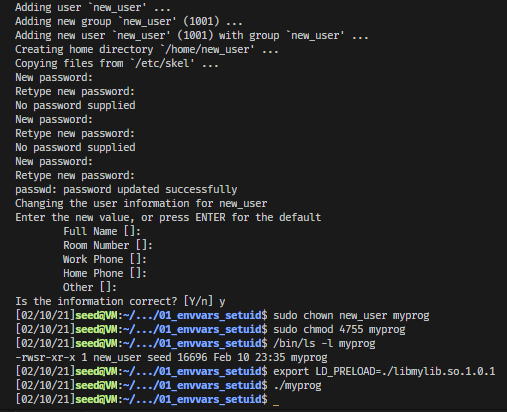 Adding user `new_user' ...
Adding new group `new_user' (1001) ...
Adding new user `new_user' (1001) with group `new_user' ...
Creating home directory `/home/new_user' ...
Copying files from `/etc/skel' ...
New password:
Retype new password:
No password supplied
New password:
Retype new password:
No password supplied
New password:
Retype new password:
passwd: password updated successfully
Changing the user information for new_user
Enter the new value, or press ENTER for the default
Full Name []:
Room Number []:
Work Phone []:
Home Phone []:
Other []:
Is the information correct? [Y/n] y
[02/10/21]seed@VM:~/.../01_envvars_setuid$ sudo chown new_user myprog
[02/10/21]seed@VM:~/.../01_envvars_setuid$ sudo chmod 4755 myprog
[02/10/21]seed@VM:~/.../01_envvars_setuid$ /bin/ls -l myprog
-rwsr-xr-x 1 new_user seed 16696 Feb 10 23:35 myprog
[02/10/21]seed@VM:~/.../01_envvars_setuid$ export LD_PRELOAD=./libmylib.so.1.0.1
[02/10/21]seed@VM:~/.../01_envvars_setuid$ ./myprog
[02/10/21]seed@VM:~/.../01_envvars_setuid$ _